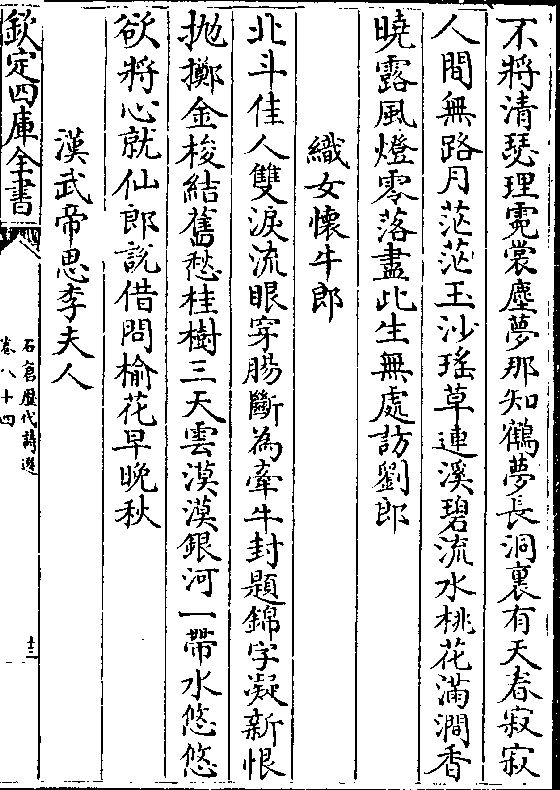 不將清瑟理霓裳塵夢那知鶴夢長洞裏有天春寂寂
人間無路月茫茫玉沙瑤草連溪碧流水桃花滿澗香
曉露風燈零落盡此生無處訪劉郎
織女懷牛郎
北斗佳人雙淚流眼穿腸斷為牽牛封題錦字凝新恨
抛擲金梭結舊愁桂樹三天雲漠漠銀河一帶水悠悠
欲將心就仙郎説借問榆花早晚秋
漢武帝思李夫人
欽定四庫全書
石倉歷代詩選
卷八十四
十三